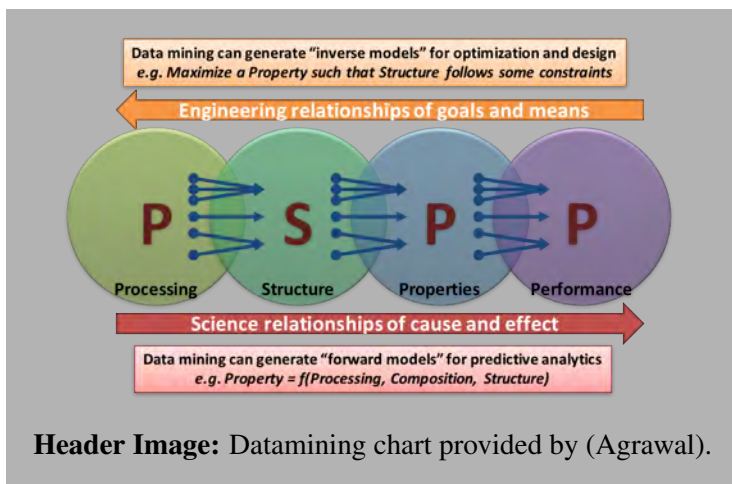 Data mining can generate “inverse models” for optimization and design
e.g. Maximize a Property such that Structure follows some constraints
Engineering relationships of goals and means
P S P P
Processing Structure Properties Performance
Science relationships of cause and effect
Data mining can generate “forward models” for predictive analytics
e.g. Property = f(Processing, Composition, Structure)
Header Image: Datamining chart provided by (Agrawal).